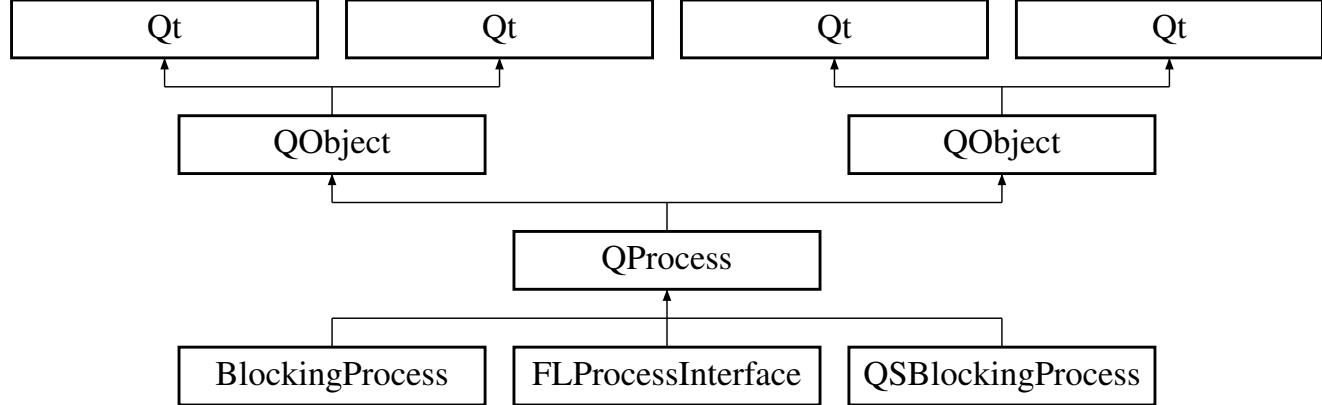 Qt Qt Qt Qt
QObject QObject
QProcess
BlockingProcess FLProcessInterface QSBlockingProcess